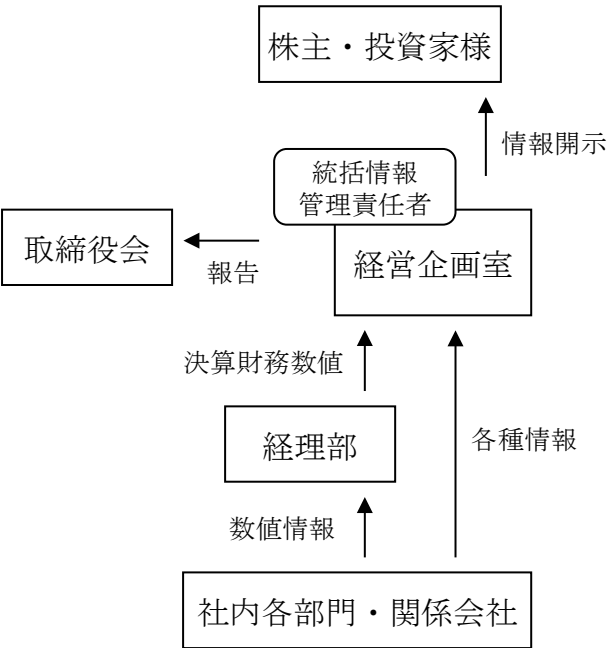 株主・投資家様
情報開示
統括情報
管理責任者
取締役会
報告
経営企画室
決算財務数値
経理部
各種情報
数値情報
社内各部門・関係会社